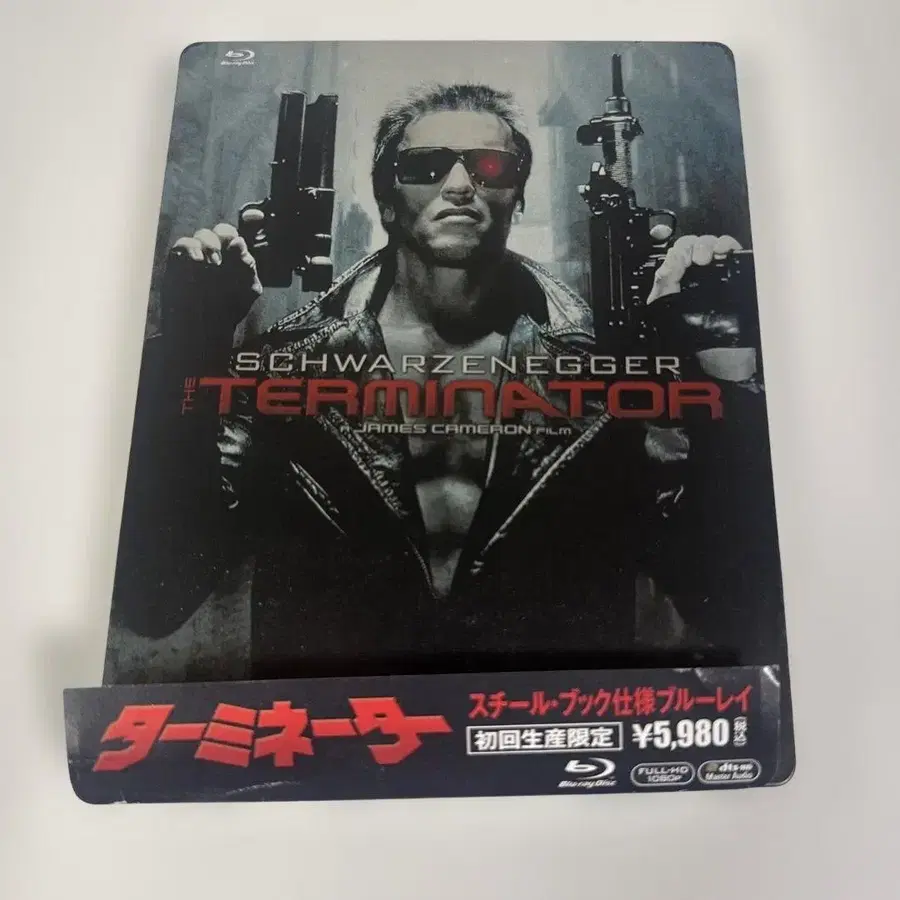 Blu-ray Disc
SCHWARZENEGGER
THE TERMINATOR
A JAMES CAMERON FILM
ターミネーター
スチール・ブック仕様ブルーレイ
初回生産限定 ¥5,980(税込)
Blu-ray Disc
FULL-HD 1080P
dts-HD Master Audio